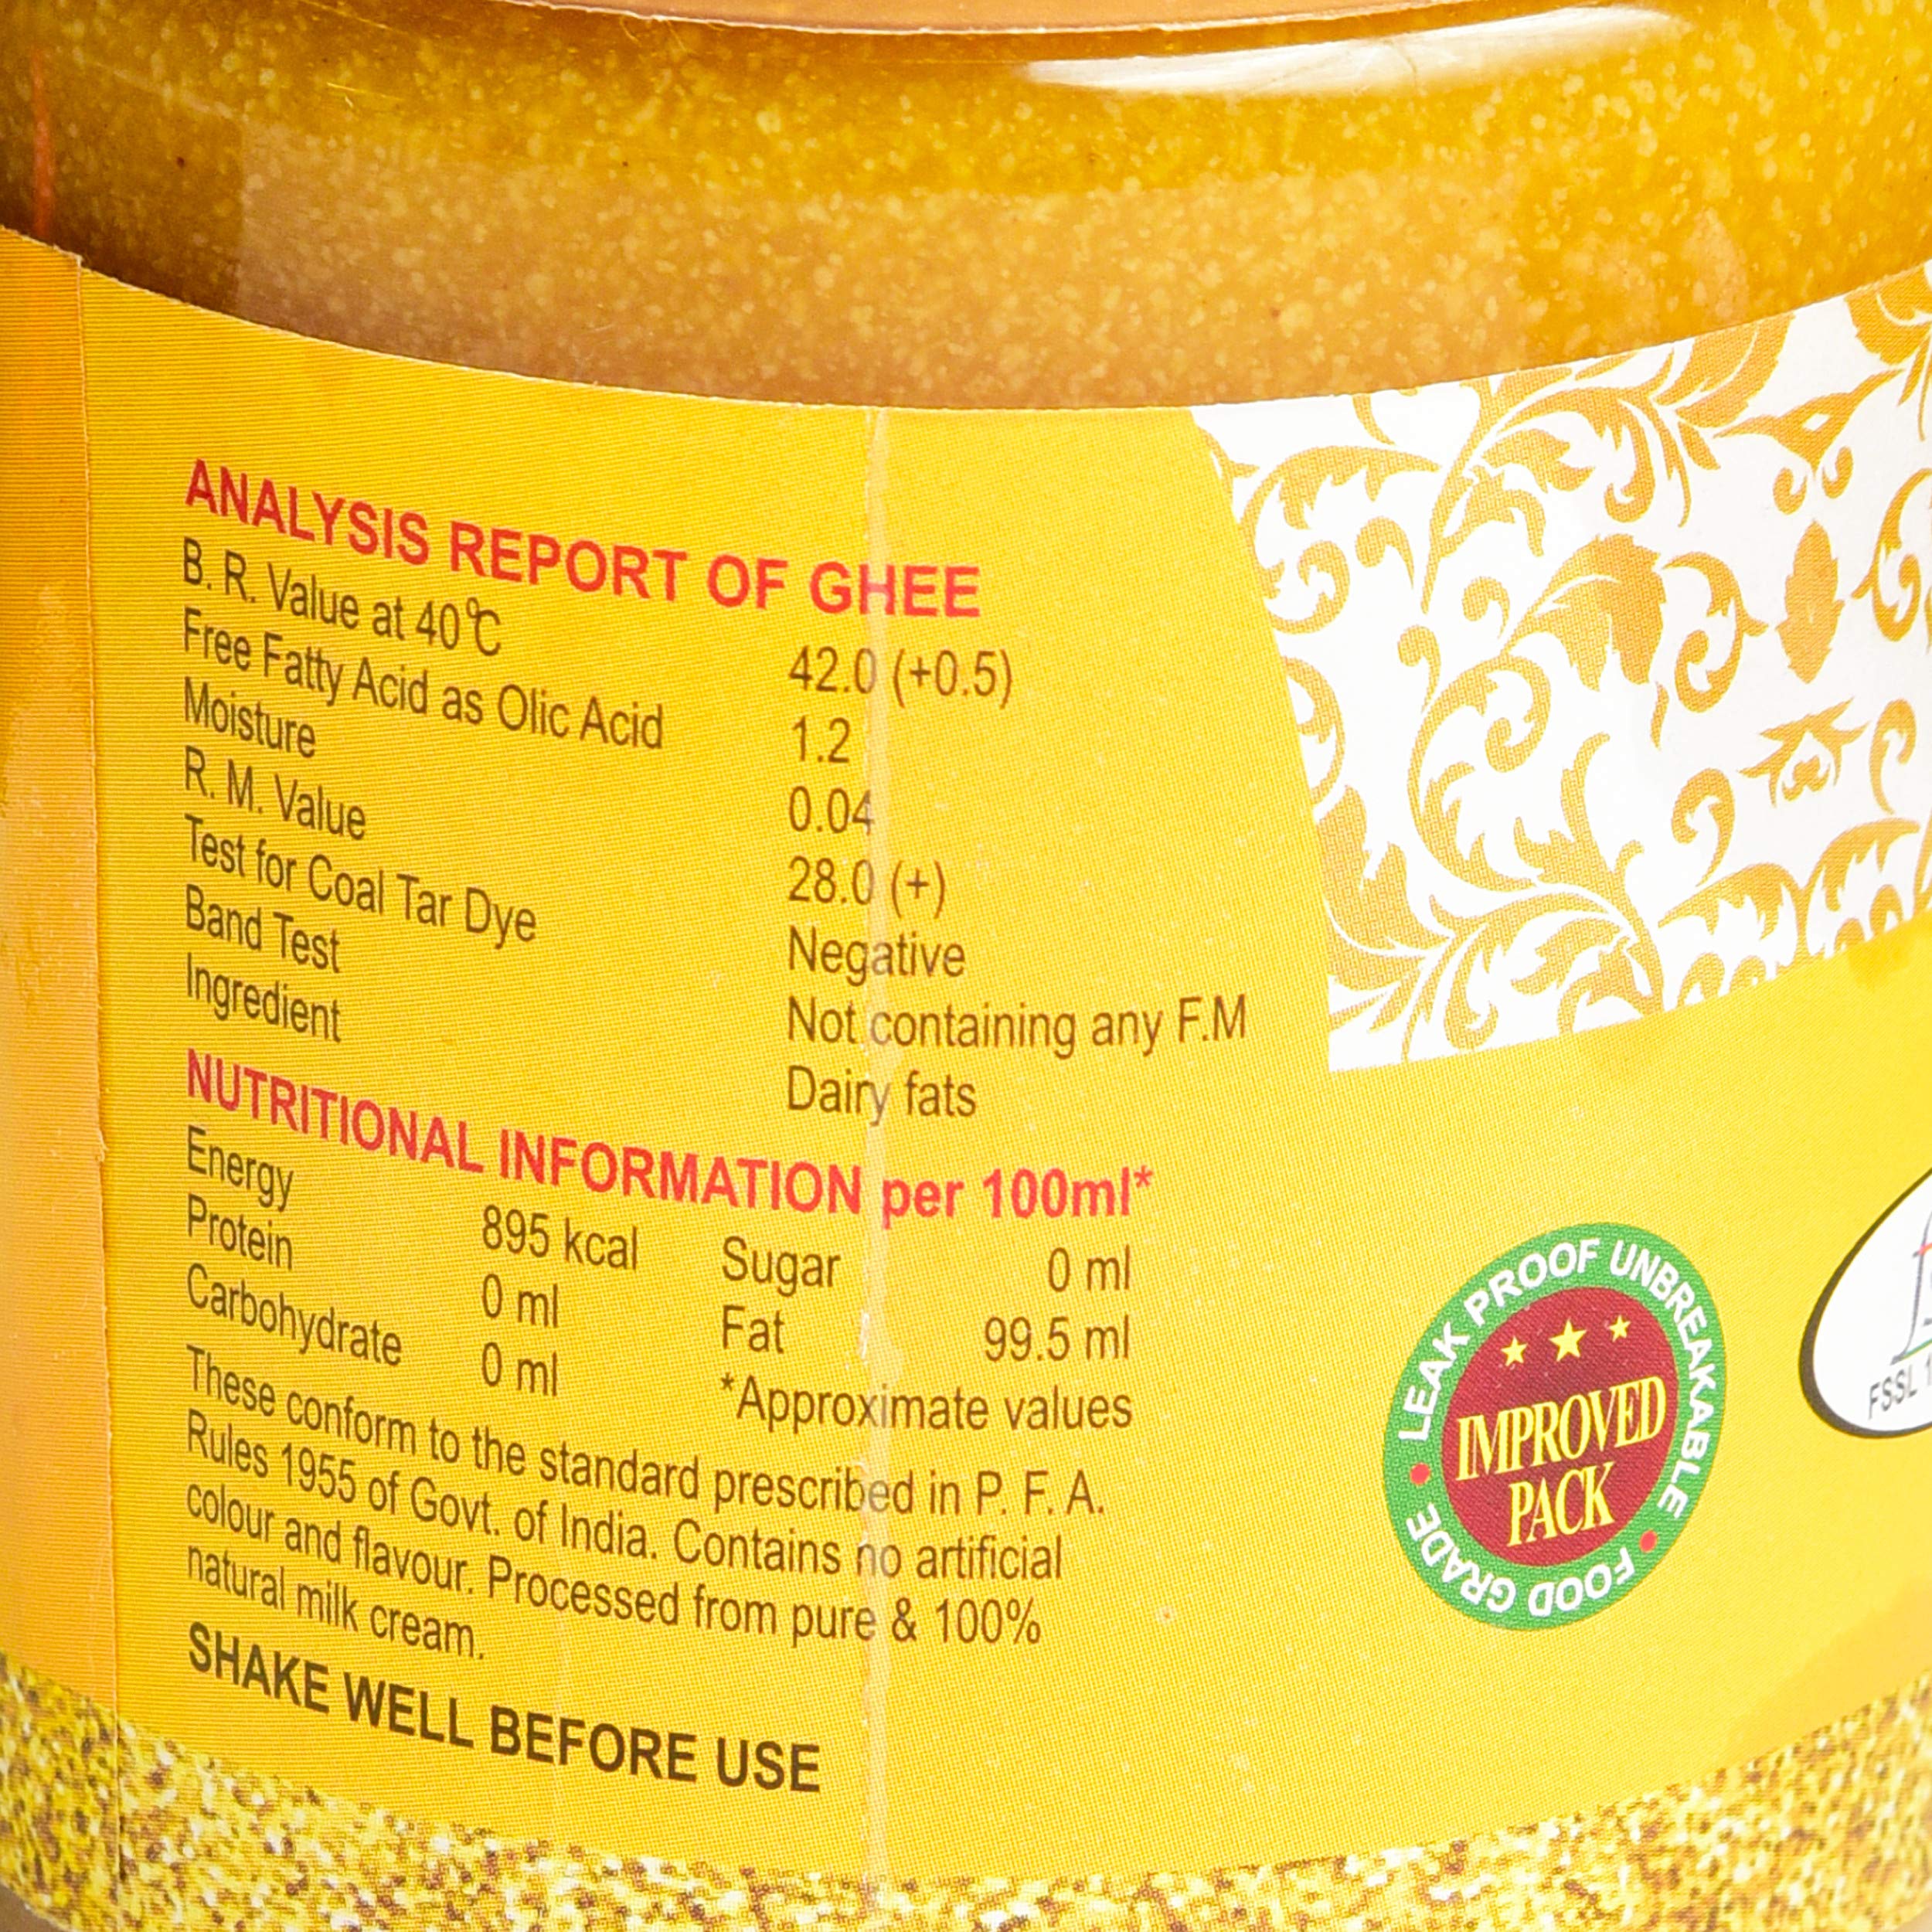 ANALYSIS REPORT OF GHEE
B. R. Value at 40℃ 42.0 (+0.5)
Free Fatty Acid as Olic Acid 1.2
Moisture 0.04
R. M. Value 28.0 (+)
Test for Coal Tar Dye Negative
Band Test Not containing any F.M
Ingredient Dairy fats
NUTRITIONAL INFORMATION per 100ml*
Energy 895 kcal Sugar 0 ml
Protein 0 ml Fat 99.5 ml
Carbohydrate 0 ml *Approximate values
These conform to the standard prescribed in P. F. A.
Rules 1955 of Govt. of India. Contains no artificial
colour and flavour. Processed from pure & 100%
natural milk cream.
SHAKE WELL BEFORE USE
LEAK PROOF UNBREAKABLE
IMPROVED
PACK
FOOD GRADE